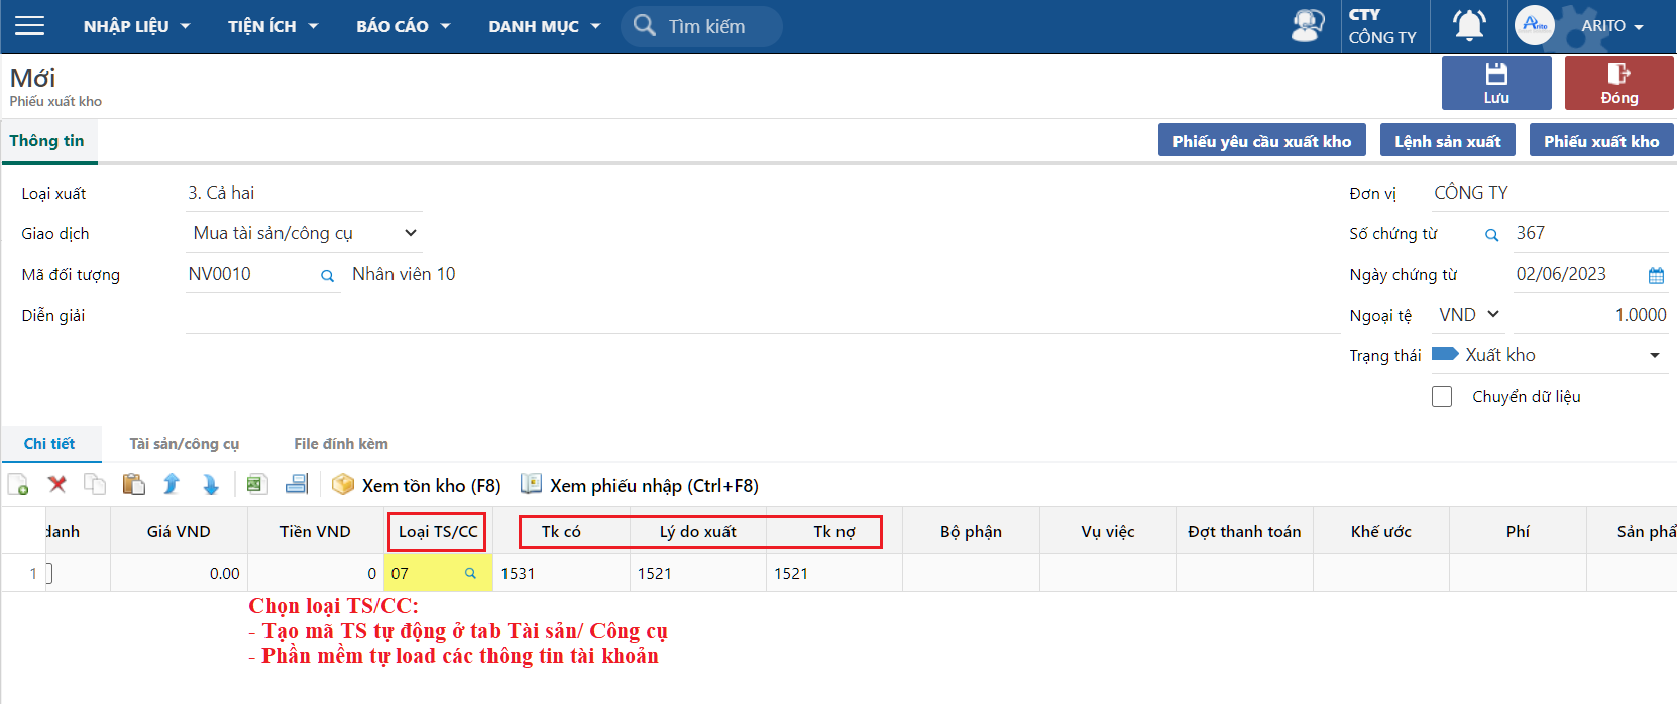 NHẬP LIỆU TIỆN ÍCH BÁO CÁO DANH MỤC Tìm kiếm CTY CÔNG TY Arito ARITO
Mới
Phiếu xuất kho
Lưu Đóng
Thông tin Phiếu yêu cầu xuất kho Lệnh sản xuất Phiếu xuất kho
Loại xuất 3. Cả hai Đơn vị CÔNG TY
Giao dịch Mua tài sản/công cụ Số chứng từ 367
Mã đối tượng NV0010 Nhân viên 10 Ngày chứng từ 02/06/2023
Diễn giải Ngoại tệ VND 1.0000
Trạng thái Xuất kho
Chuyển dữ liệu
Chi tiết Tài sản/công cụ File đính kèm
Xem tồn kho (F8) Xem phiếu nhập (Ctrl+F8)
danh Giá VND Tiền VND Loại TS/CC Tk có Lý do xuất Tk nợ Bộ phận Vụ việc Đợt thanh toán Khế ước Phí Sản phẩ
1 0.00 0 07 1531 1521 1521
Chọn loại TS/CC:
- Tạo mã TS tự động ở tab Tài sản/ Công cụ
- Phần mềm tự load các thông tin tài khoản